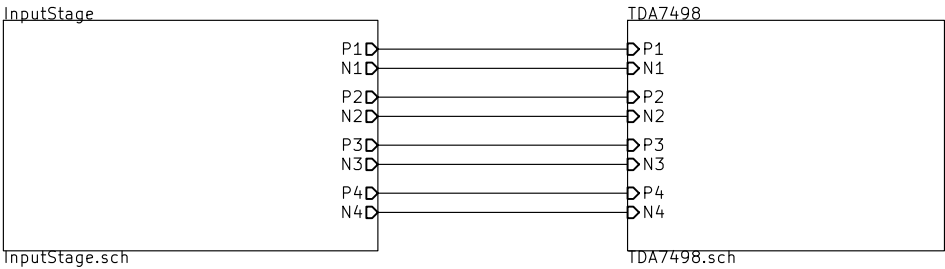 InputStage
TDA7498
P1
P1
N1
N1
P2
P2
N2
N2
P3
P3
N3
N3
P4
P4
N4
N4
InputStage.sch
TDA7498.sch